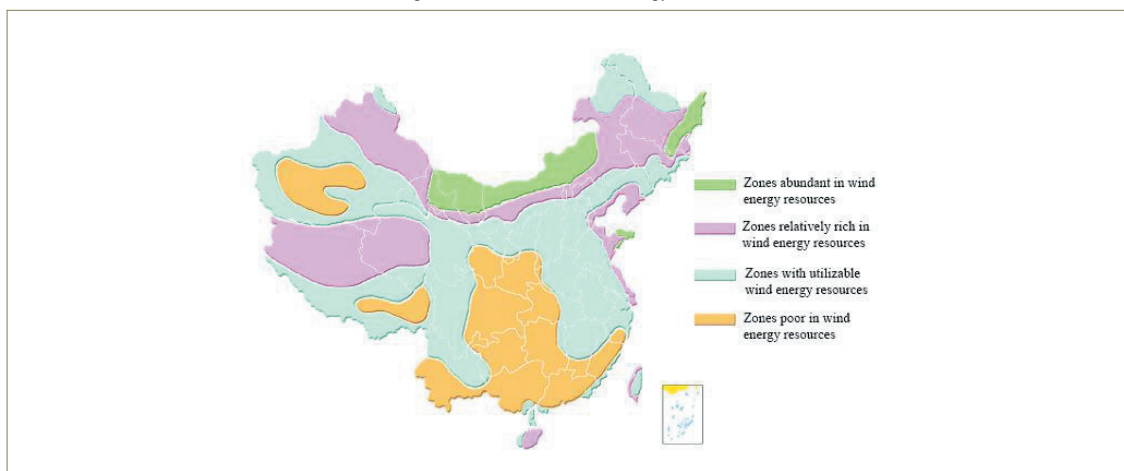 Zones abundant in wind
energy resources
Zones relatively rich in
wind energy resources
Zones with utilizable
wind energy resources
Zones poor in wind
energy resources